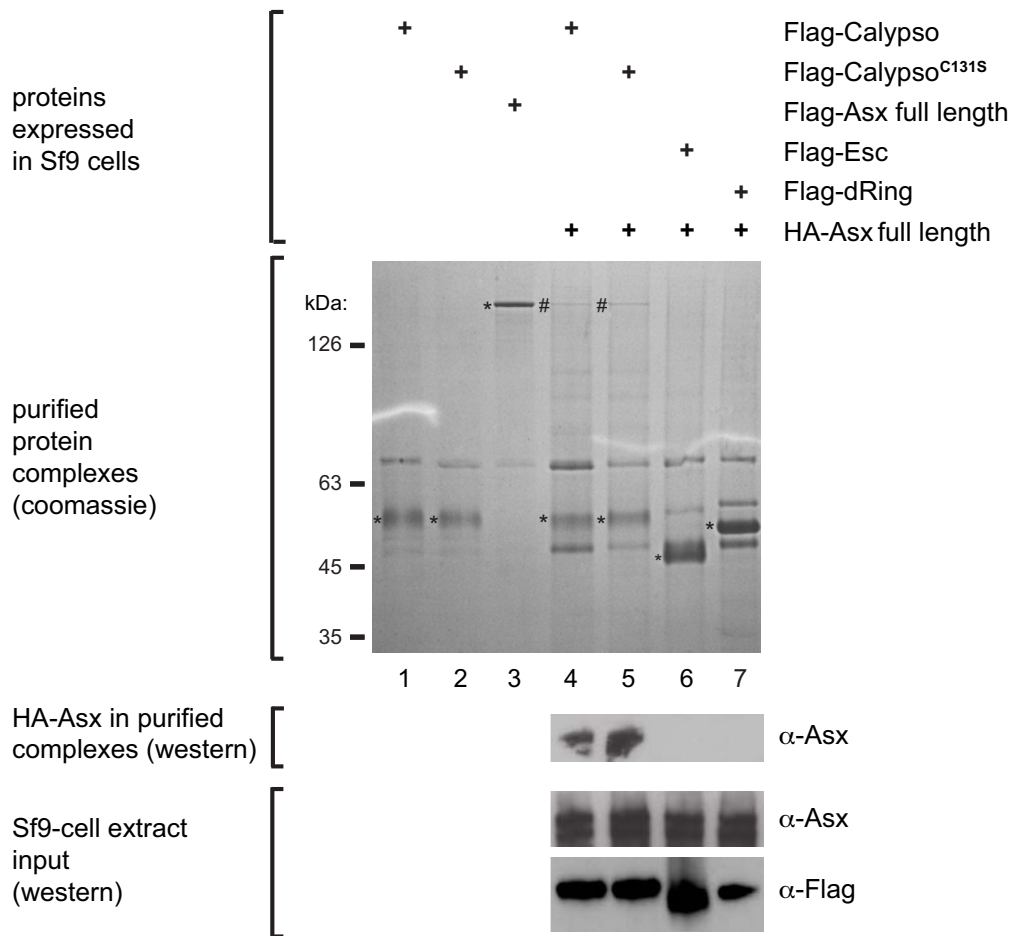 + + Flag-Calypso
+ + Flag-Calypso^C131S
+ Flag-Asx full length
+ Flag-Esc
+ Flag-dRing
+ + + + HA-Asx full length
proteins
expressed
in Sf9 cells
kDa:
* # #
126
63
* * * * * *
45
35
purified
protein
complexes
(coomassie)
1 2 3 4 5 6 7
HA-Asx in purified
complexes (western)
α-Asx
Sf9-cell extract
input
(western)
α-Asx
α-Flag